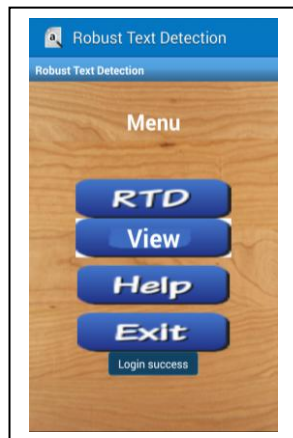 Robust Text Detection
Robust Text Detection
Menu
RTD
View
Help
Exit
Login success